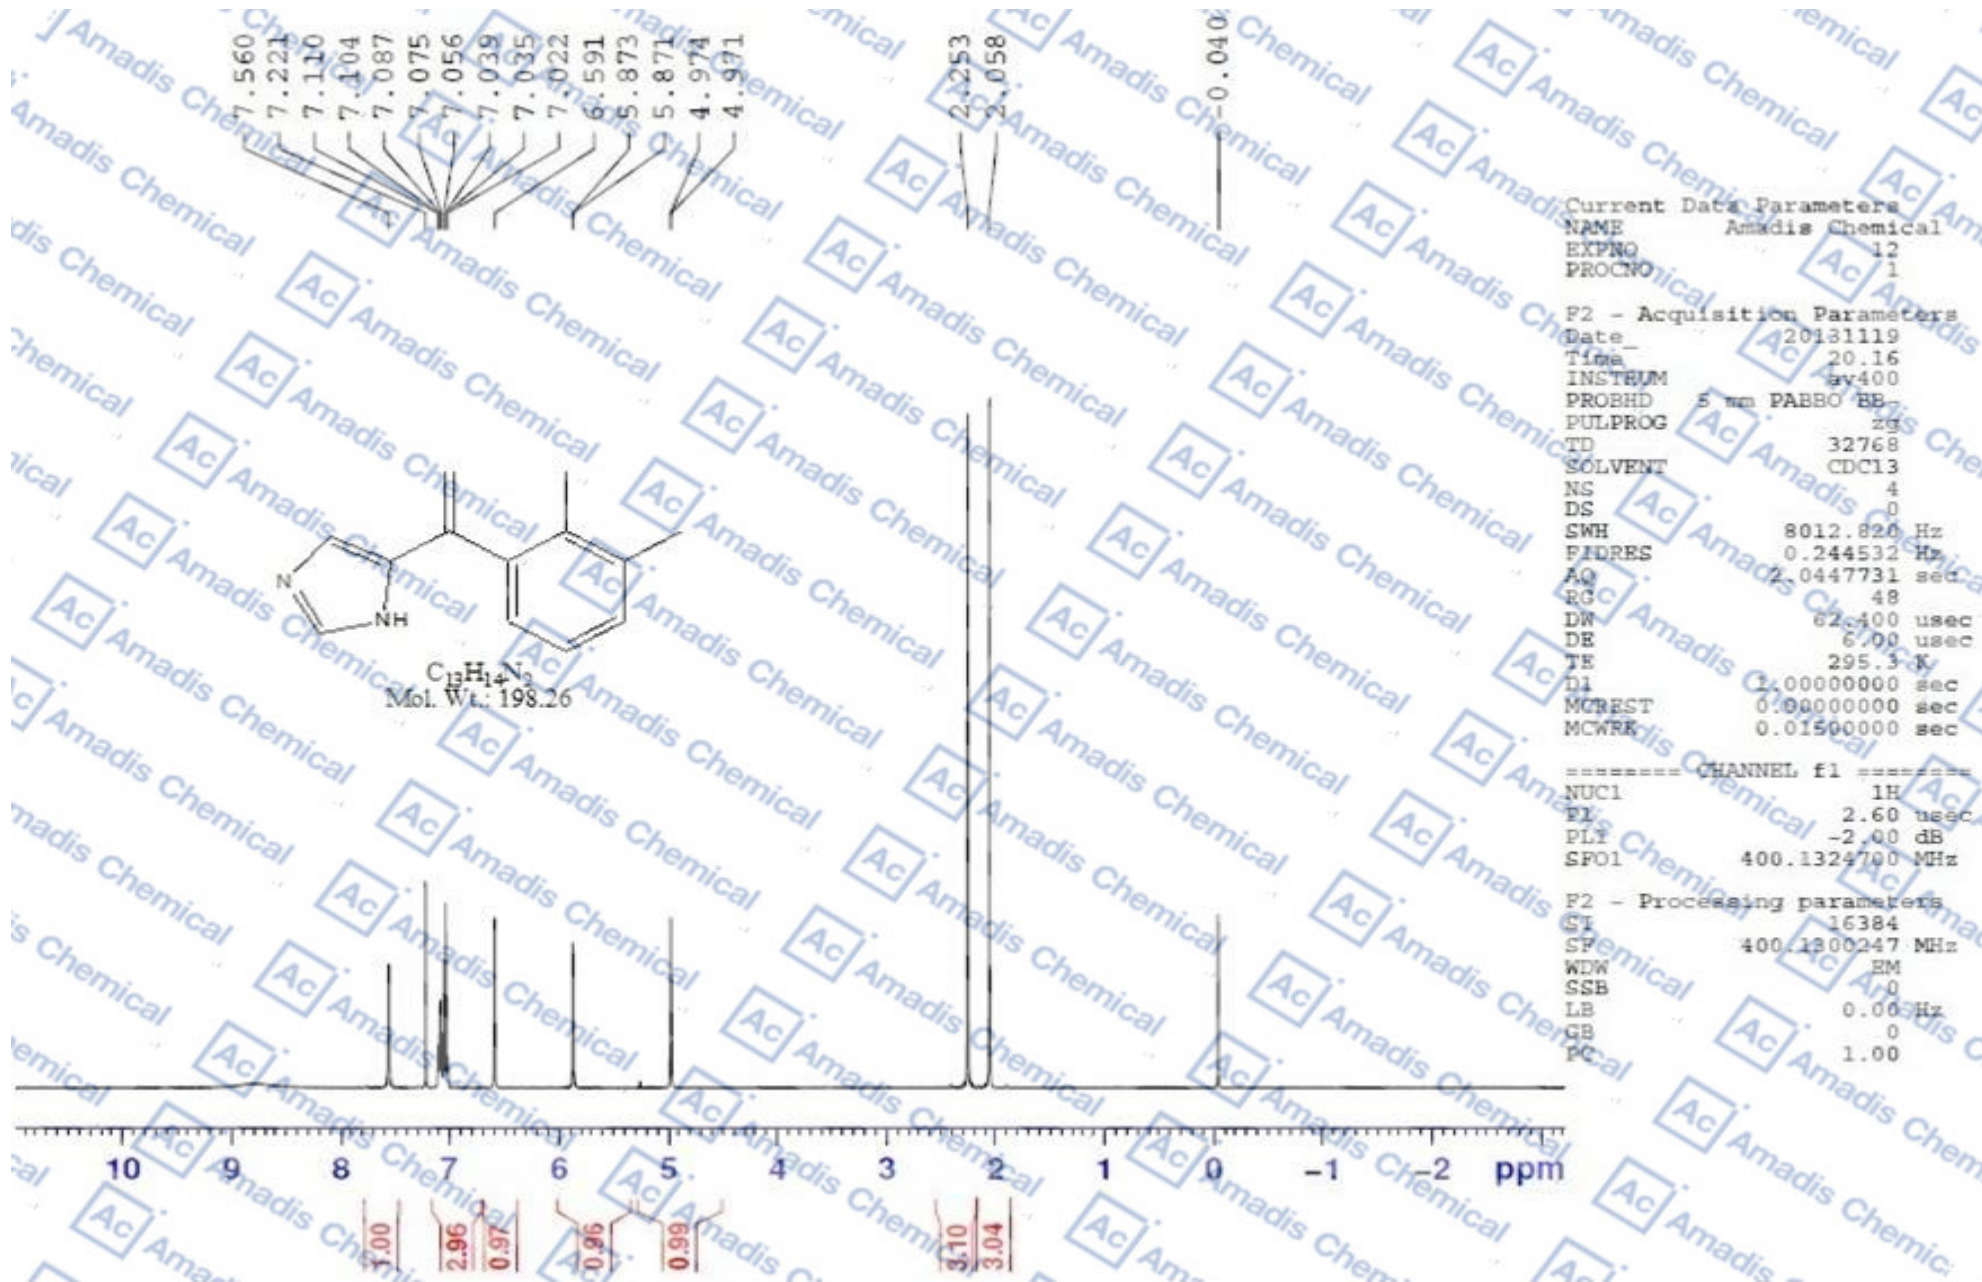 7.560
7.221
7.110
7.104
7.087
7.075
7.056
7.039
7.035
7.022
6.591
5.873
5.871
4.974
4.971
2.253
2.058
-0.040
Current Data Parameters
NAME Amadis Chemical
EXPNO 12
PROCNO 1
F2 - Acquisition Parameters
Date_ 20131119
Time 20.16
INSTRUM av400
PROBHD 5 mm PABBO BB-
PULPROG zg
TD 32768
SOLVENT CDCl3
NS 4
DS 0
SWH 8012.820 Hz
FIDRES 0.244532 Hz
AQ 2.0447731 sec
RG 48
DW 62.400 usec
DE 6.00 usec
TE 295.3 K
D1 1.00000000 sec
MCREST 0.00000000 sec
MCWRK 0.01500000 sec
======== CHANNEL f1 ========
NUC1 1H
P1 2.60 usec
PL1 -2.00 dB
SFO1 400.1324700 MHz
F2 - Processing parameters
SI 16384
SF 400.1300247 MHz
WDW EM
SSB 0
LB 0.00 Hz
GB 0
PC 1.00
N
NH
C13H14N2
Mol. Wt.: 198.26
10 9 8 7 6 5 4 3 2 1 0 -1 -2 ppm
1.00
2.96
0.97
0.96
0.99
3.10
3.04
Ac Amadis Chemical